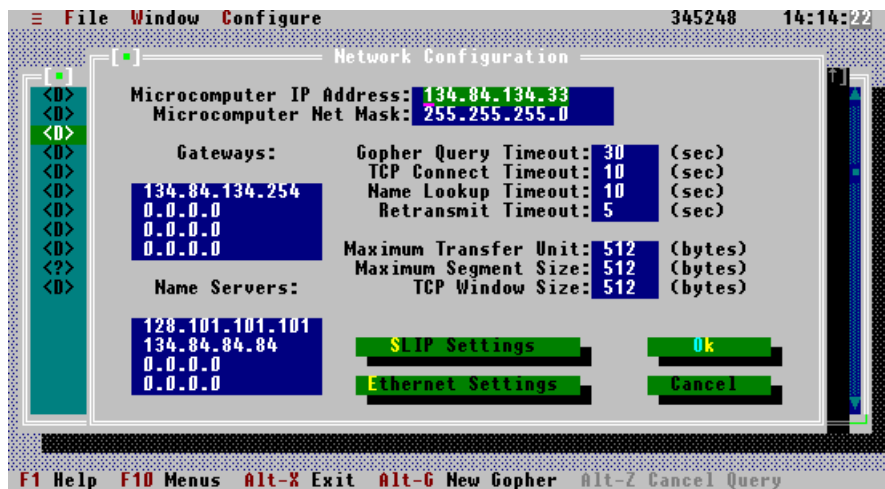 ≡ File Window Configure 345248 14:14:22
[▪] Network Configuration
[▪] [↑]
<D> Microcomputer IP Address: 134.84.134.33
<D> Microcomputer Net Mask: 255.255.255.0
<D>
<D> Gateways: Gopher Query Timeout: 30 (sec)
<D> TCP Connect Timeout: 10 (sec)
<D> 134.84.134.254 Name Lookup Timeout: 10 (sec)
<D> 0.0.0.0 Retransmit Timeout: 5 (sec)
<D> 0.0.0.0
<D> 0.0.0.0 Maximum Transfer Unit: 512 (bytes)
<?> Maximum Segment Size: 512 (bytes)
<D> Name Servers: TCP Window Size: 512 (bytes)
128.101.101.101
134.84.84.84 SLIP Settings Ok
0.0.0.0
0.0.0.0 Ethernet Settings Cancel
F1 Help F10 Menus Alt-X Exit Alt-G New Gopher Alt-Z Cancel Query